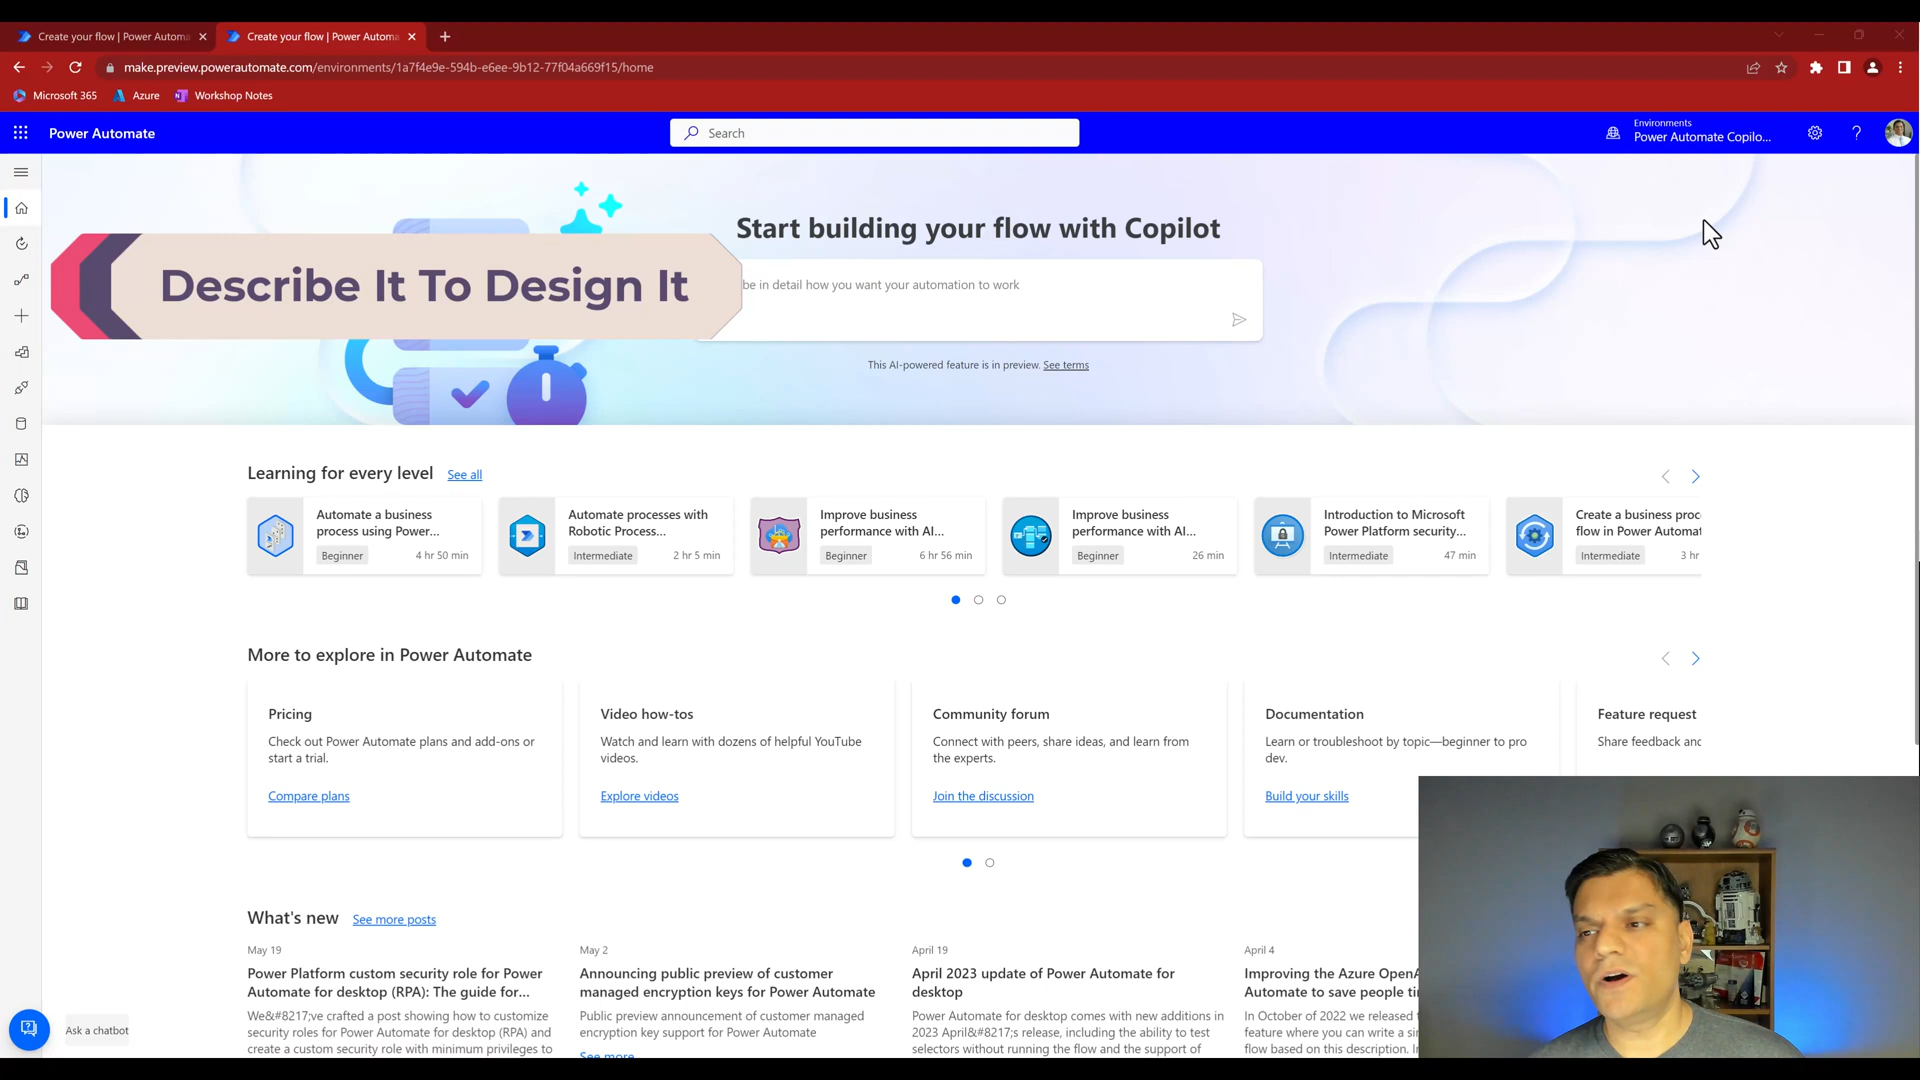 Create your flow | Power Automa
Create your flow | Power Automa
make.preview.powerautomate.com/environments/1a7f4e9e-594b-e6ee-9b12-77f04a669f15/home
Microsoft 365
Azure
Workshop Notes
Power Automate
Search
Environments
Power Automate Copilo...
Start building your flow with Copilot
Describe It To Design It
be in detail how you want your automation to work
This AI-powered feature is in preview. See terms
Learning for every level
See all
Automate a business
process using Power...
Beginner
4 hr 50 min
Automate processes with
Robotic Process...
Intermediate
2 hr 5 min
Improve business
performance with AI...
Beginner
6 hr 56 min
Improve business
performance with AI...
Beginner
26 min
Introduction to Microsoft
Power Platform security...
Intermediate
47 min
Create a business proce
flow in Power Automat
Intermediate
3 hr
More to explore in Power Automate
Pricing
Check out Power Automate plans and add-ons or
start a trial.
Compare plans
Video how-tos
Watch and learn with dozens of helpful YouTube
videos.
Explore videos
Community forum
Connect with peers, share ideas, and learn from
the experts.
Join the discussion
Documentation
Learn or troubleshoot by topic—beginner to pro
dev.
Build your skills
Feature request
Share feedback and
What's new
See more posts
May 19
Power Platform custom security role for Power
Automate for desktop (RPA): The guide for...
We&#8217;ve crafted a post showing how to customize
security roles for Power Automate for desktop (RPA) and
create a custom security role with minimum privileges to
May 2
Announcing public preview of customer
managed encryption keys for Power Automate
Public preview announcement of customer managed
encryption key support for Power Automate
See more
April 19
April 2023 update of Power Automate for
desktop
Power Automate for desktop comes with new additions in
2023 April&#8217;s release, including the ability to test
selectors without running the flow and the support of
April 4
Improving the Azure OpenA
Automate to save people ti
In October of 2022 we released
feature where you can write a si
flow based on this description. I
Ask a chatbot